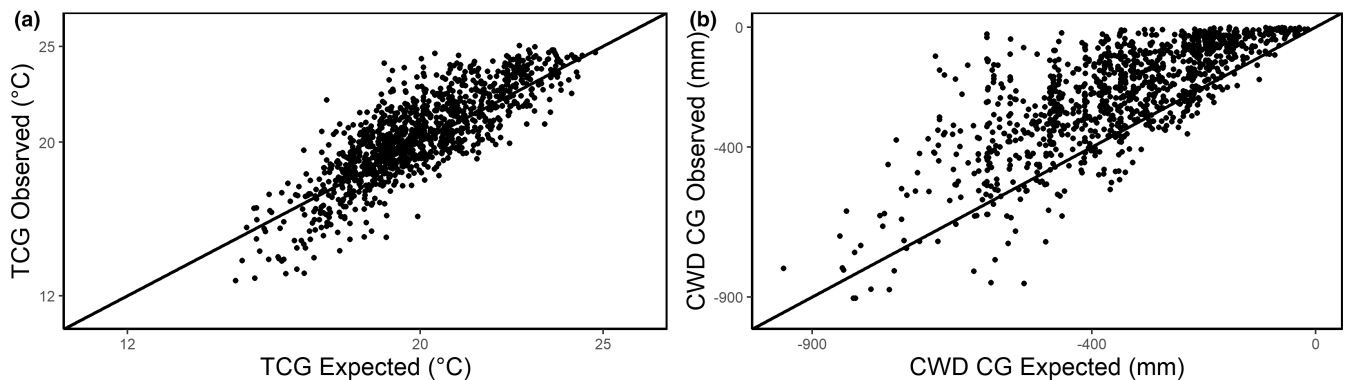 (a)
25
20
12
TCG Observed (°C)
12
20
25
TCG Expected (°C)
(b)
0
-400
-900
CWD CG Observed (mm)
-900
-400
0
CWD CG Expected (mm)